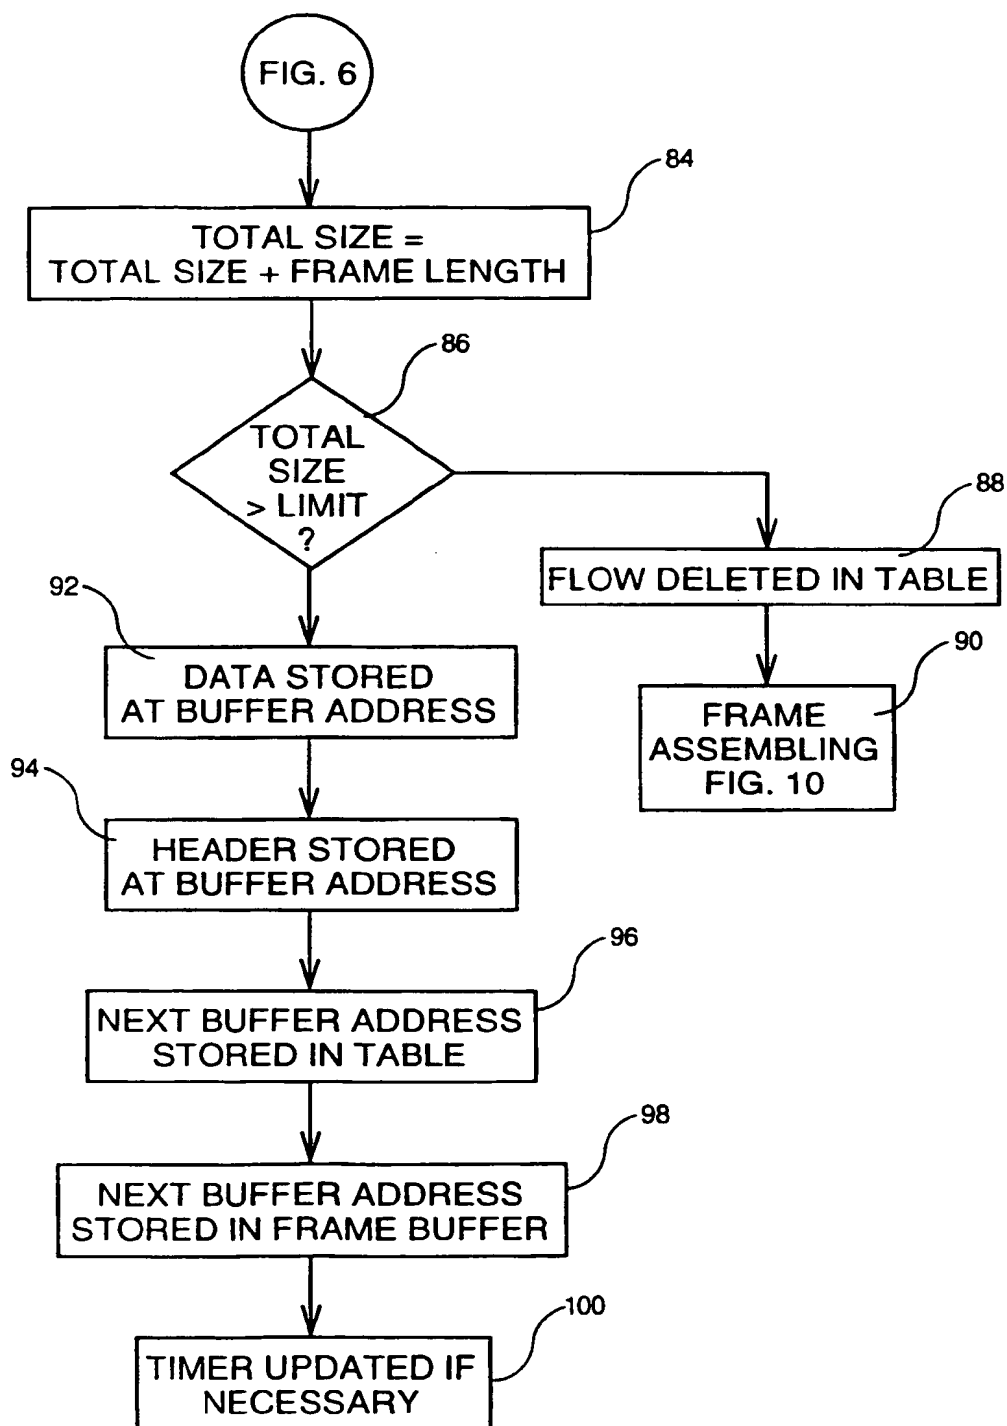 FIG. 6
84
TOTAL SIZE =
TOTAL SIZE + FRAME LENGTH
86
TOTAL
SIZE
> LIMIT
?
88
FLOW DELETED IN TABLE
90
FRAME
ASSEMBLING
FIG. 10
92
DATA STORED
AT BUFFER ADDRESS
94
HEADER STORED
AT BUFFER ADDRESS
96
NEXT BUFFER ADDRESS
STORED IN TABLE
98
NEXT BUFFER ADDRESS
STORED IN FRAME BUFFER
100
TIMER UPDATED IF
NECESSARY